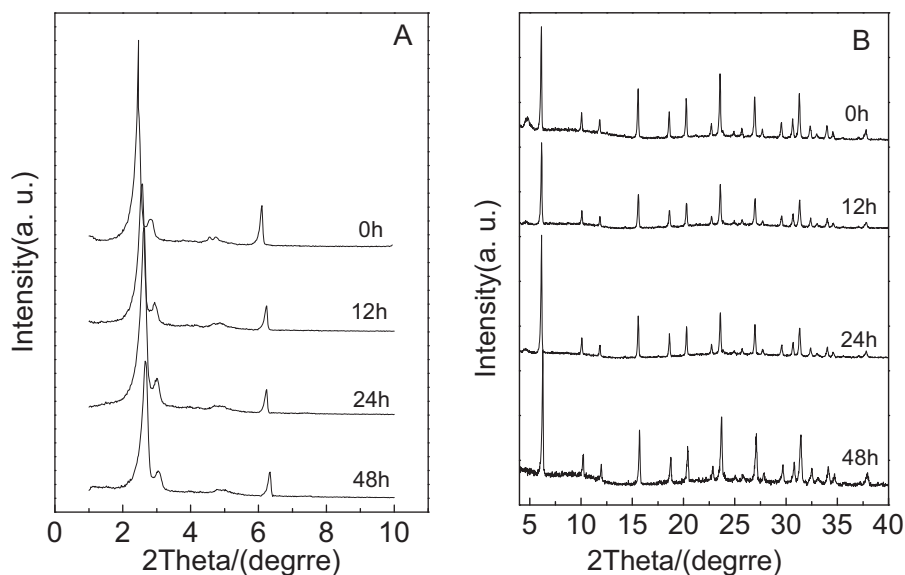 A
Intensity(a. u.)
0h
12h
24h
48h
0 2 4 6 8 10
2Theta/(degrre)
B
Intensity(a. u.)
0h
12h
24h
48h
5 10 15 20 25 30 35 40
2Theta/(degrre)